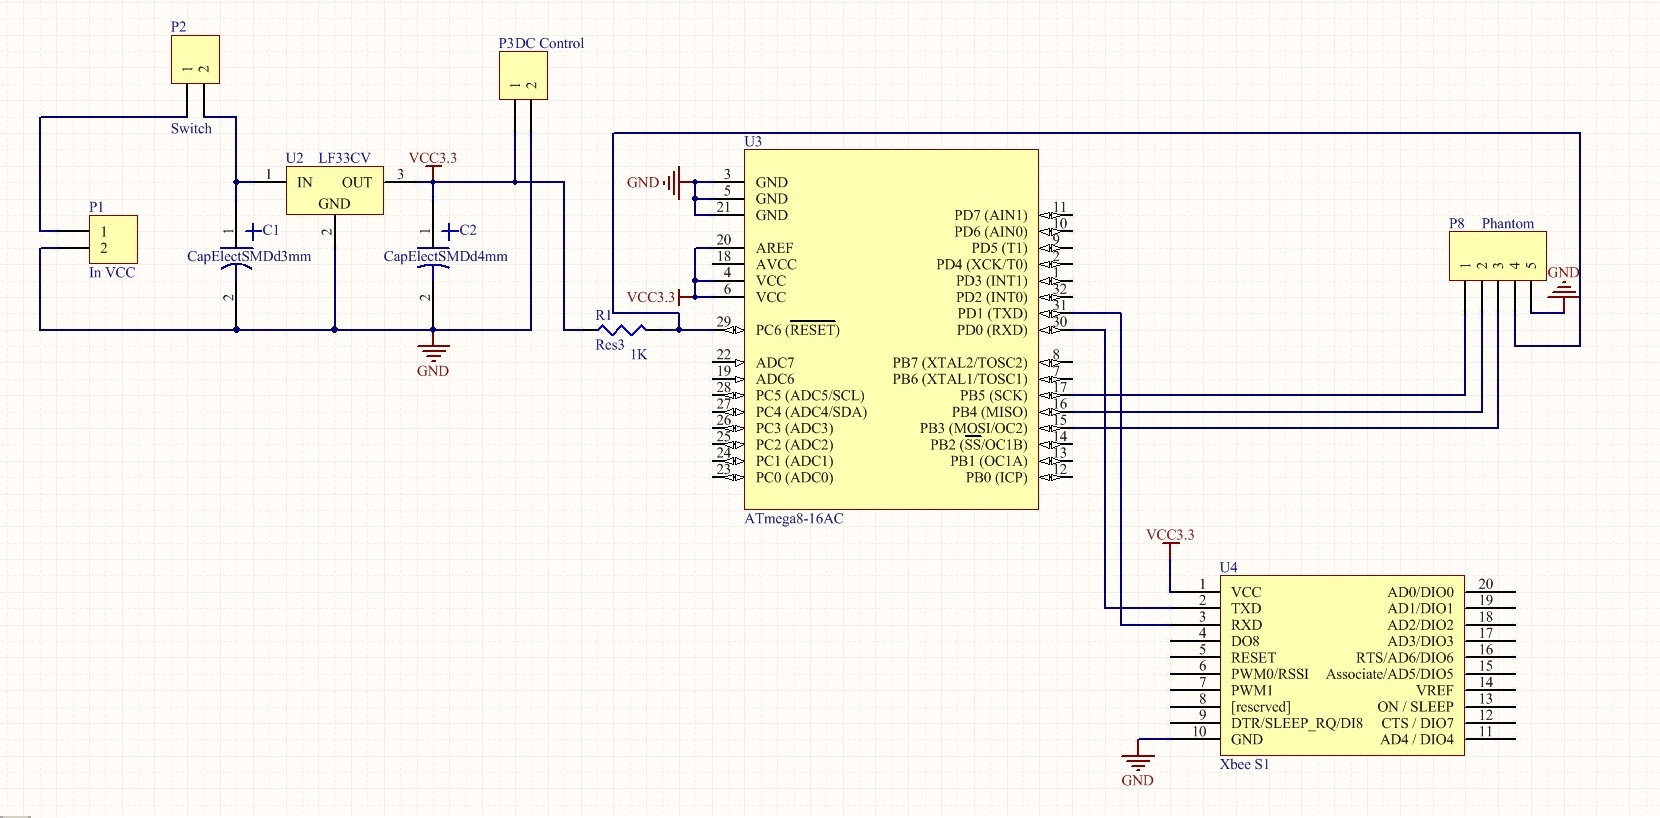 P2
1 2
Switch
P1
1
2
In VCC
U2 LF33CV
1 IN OUT 3
GND
2
VCC3.3
1 C1
CapElectSMDd3mm
2
1 C2
CapElectSMDd4mm
2
GND
P3 DC Control
1 2
R1
Res3
1K
U3
GND
3 GND
5 GND
21 GND
20 AREF
18 AVCC
4 VCC
VCC3.3
6 VCC
29 PC6 (RESET)
22 ADC7
19 ADC6
28 PC5 (ADC5/SCL)
27 PC4 (ADC4/SDA)
26 PC3 (ADC3)
25 PC2 (ADC2)
24 PC1 (ADC1)
23 PC0 (ADC0)
PD7 (AIN1) 11
PD6 (AIN0) 10
PD5 (T1) 9
PD4 (XCK/T0) 2
PD3 (INT1) 1
PD2 (INT0) 32
PD1 (TXD) 31
PD0 (RXD) 30
PB7 (XTAL2/TOSC2) 8
PB6 (XTAL1/TOSC1) 7
PB5 (SCK) 17
PB4 (MISO) 16
PB3 (MOSI/OC2) 15
PB2 (SS/OC1B) 14
PB1 (OC1A) 13
PB0 (ICP) 12
ATmega8-16AC
P8 Phantom
1 2 3 4 5
GND
VCC3.3
U4
1 VCC AD0/DIO0 20
2 TXD AD1/DIO1 19
3 RXD AD2/DIO2 18
4 DO8 AD3/DIO3 17
5 RESET RTS/AD6/DIO6 16
6 PWM0/RSSI Associate/AD5/DIO5 15
7 PWM1 VREF 14
8 [reserved] ON / SLEEP 13
9 DTR/SLEEP_RQ/DI8 CTS / DIO7 12
10 GND AD4 / DIO4 11
GND
Xbee S1